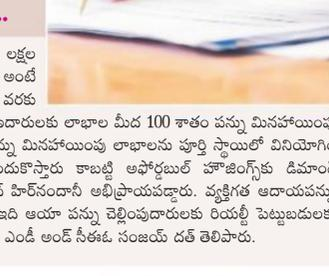 ..
లక్షల
అంటే
వరకు
దారులకు లాభాల మీద 100 శాతం పన్ను మినహాయింపు
న్ను మినహాయింపు లాభాలను పూర్తి స్థాయిలో వినియోగిం
దుకొస్తారు కాబట్టి అఫోర్డబుల్ హౌజింగ్స్‌కు డిమాండ్
హిర్‌నందానీ అభిప్రాయపడ్డారు. వ్యక్తిగత ఆదాయపన్ను
ఇది ఆయా పన్ను చెల్లింపుదారులకు రియల్టీ పెట్టుబడులకు
ఎండీ అండ్ సీఈఓ సంజయ్ దత్ తెలిపారు.